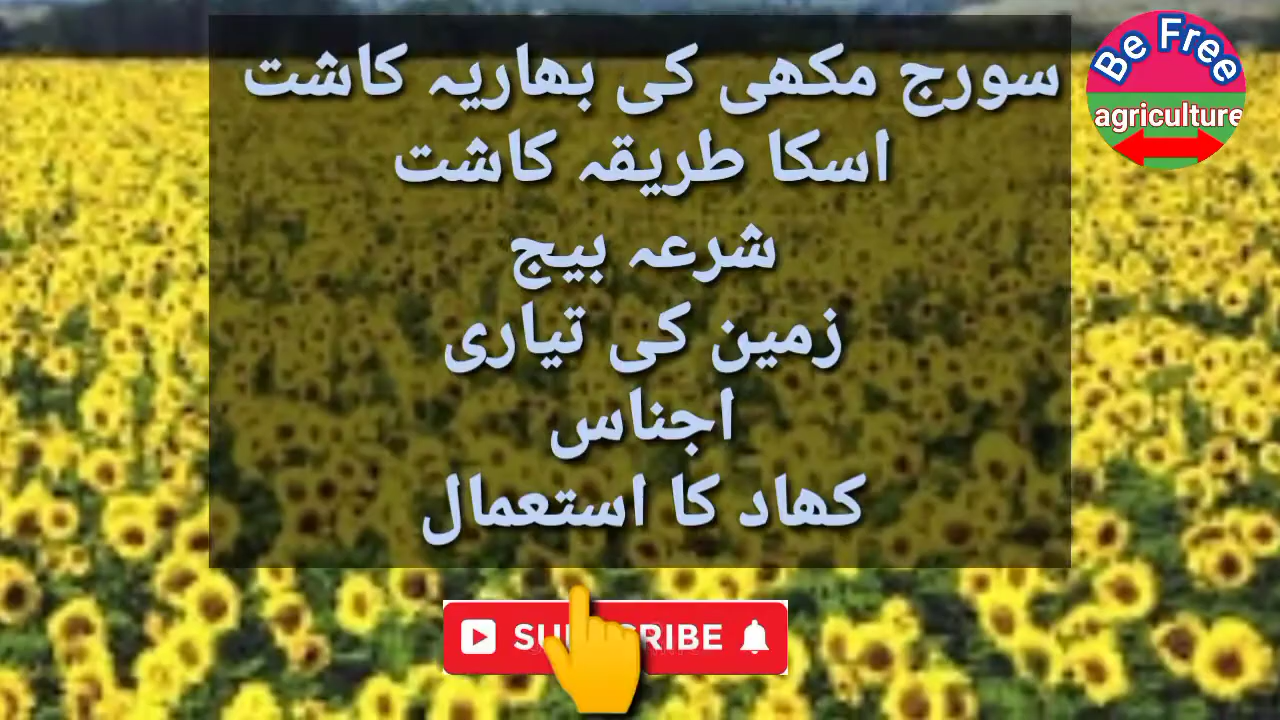 سورج مکھی کی بھاریہ کاشت
اسکا طریقہ کاشت
شرعہ بیج
زمین کی تیاری
اجناس
کھاد کا استعمال
Be Free
agriculture
SUBSCRIBE